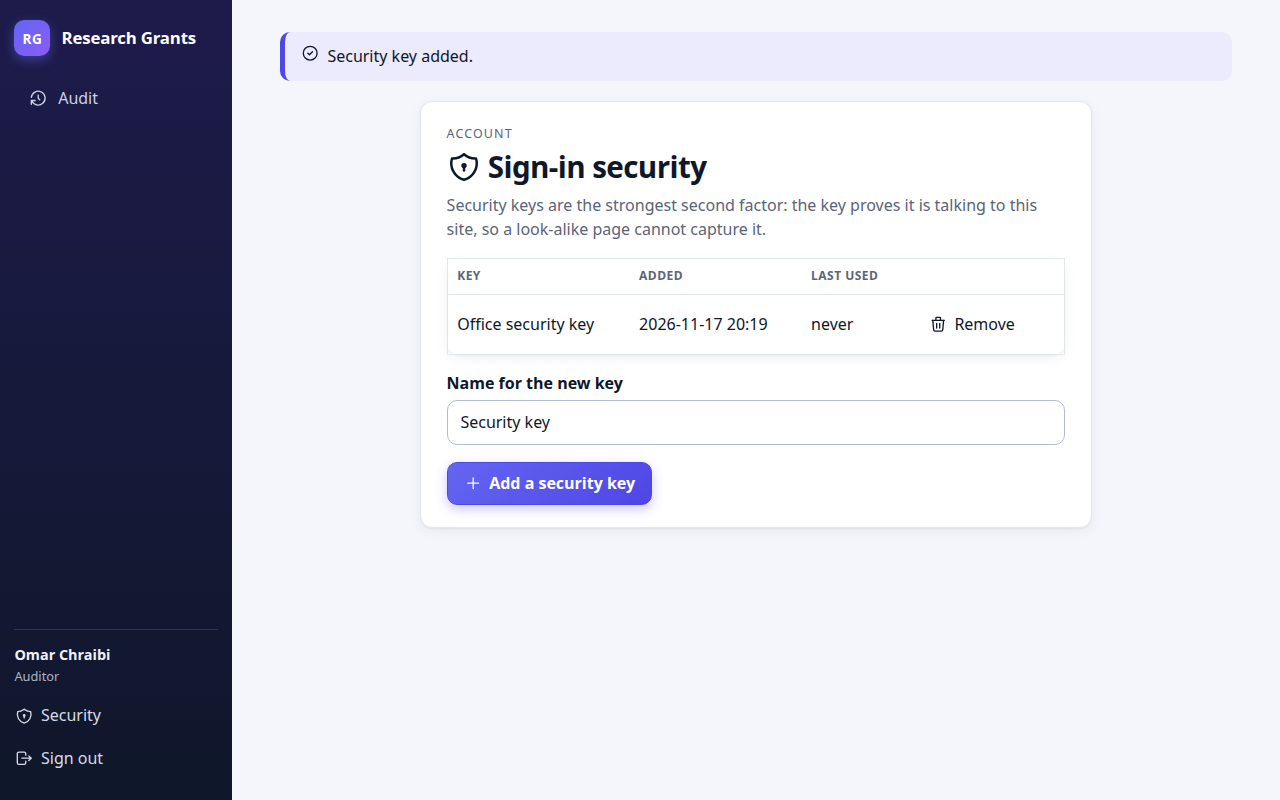 RG
Research Grants
Audit
Omar Chraibi
Auditor
Security
Sign out
Security key added.
ACCOUNT
Sign-in security
Security keys are the strongest second factor: the key proves it is talking to this
site, so a look-alike page cannot capture it.
KEY ADDED LAST USED
Office security key 2026-11-17 20:19 never Remove
Name for the new key
Security key
Add a security key